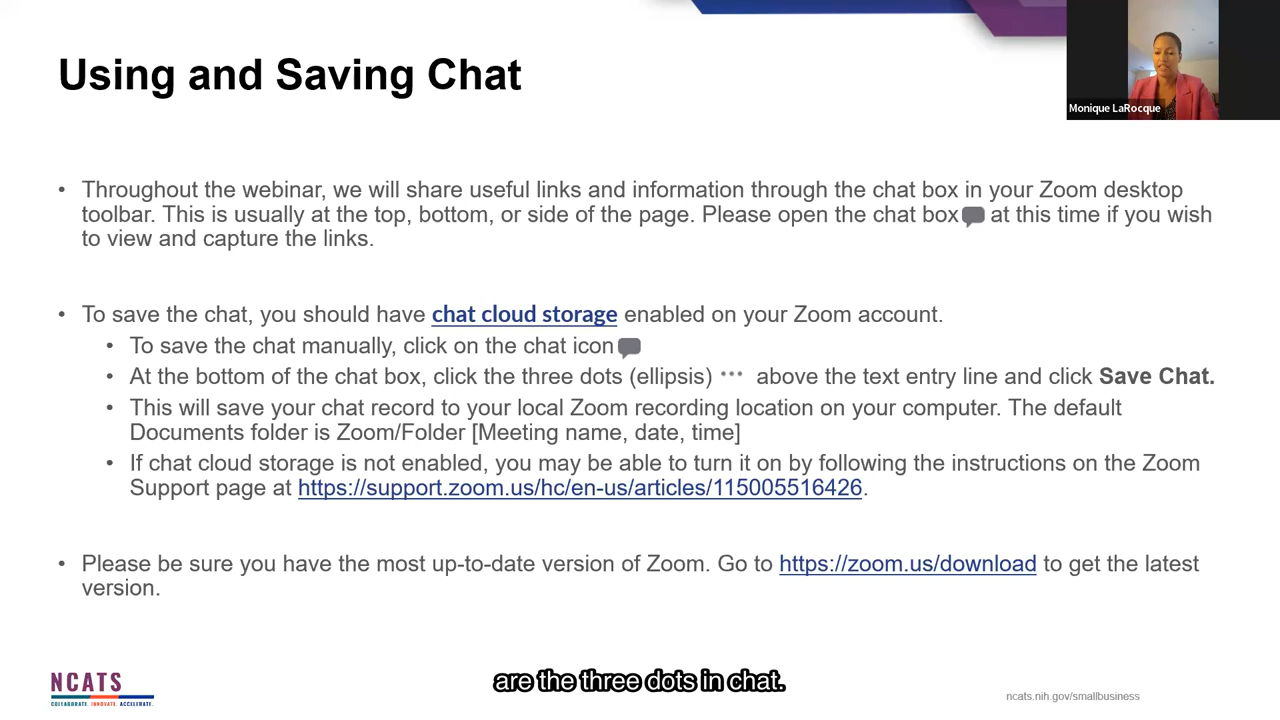 Using and Saving Chat
Monique LaRocque
• Throughout the webinar, we will share useful links and information through the chat box in your Zoom desktop
toolbar. This is usually at the top, bottom, or side of the page. Please open the chat box at this time if you wish
to view and capture the links.
• To save the chat, you should have chat cloud storage enabled on your Zoom account.
• To save the chat manually, click on the chat icon
• At the bottom of the chat box, click the three dots (ellipsis) ••• above the text entry line and click Save Chat.
• This will save your chat record to your local Zoom recording location on your computer. The default
Documents folder is Zoom/Folder [Meeting name, date, time]
• If chat cloud storage is not enabled, you may be able to turn it on by following the instructions on the Zoom
Support page at https://support.zoom.us/hc/en-us/articles/115005516426.
• Please be sure you have the most up-to-date version of Zoom. Go to https://zoom.us/download to get the latest
version.
are the three dots in chat.
NCATS
COLLABORATE. INNOVATE. ACCELERATE.
ncats.nih.gov/smallbusiness